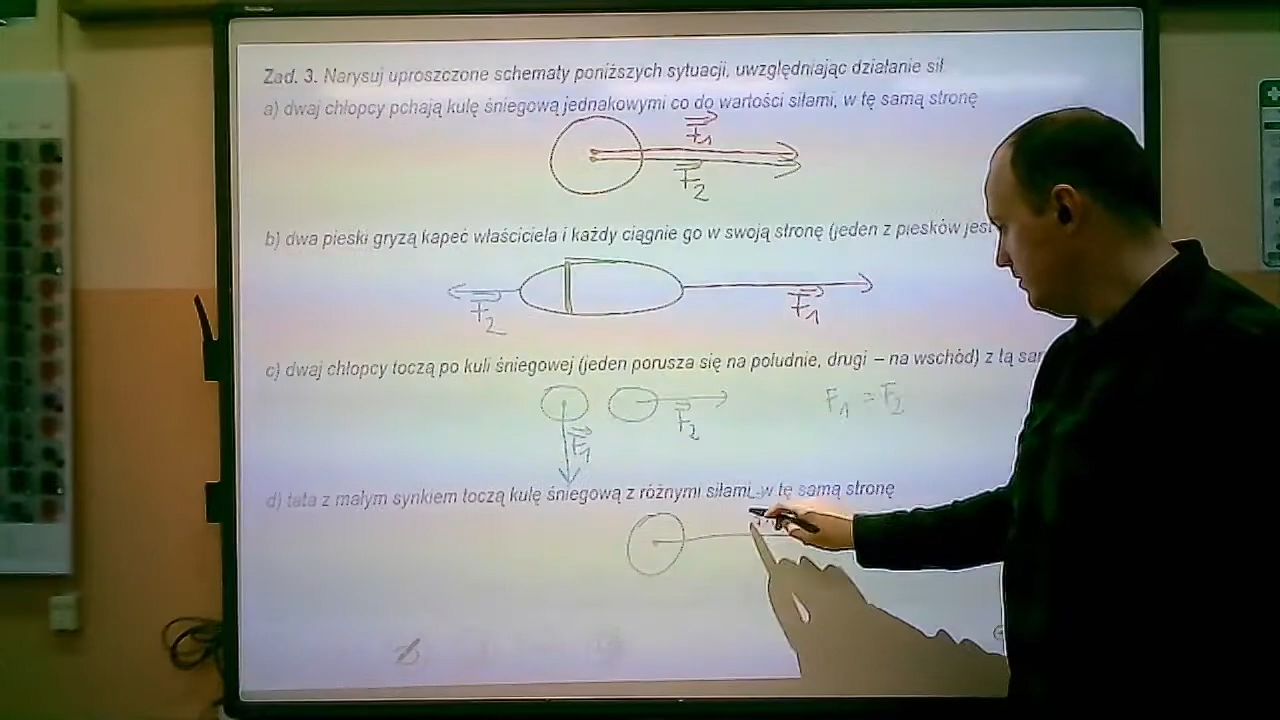 Zad. 3. Narysuj uproszczone schematy poniższych sytuacji, uwzględniając działanie sił.
a) dwaj chłopcy pchają kulę śniegową jednakowymi co do wartości siłami, w tę samą stronę
F₁
F₂
b) dwa pieski gryzą kapeć właściciela i każdy ciągnie go w swoją stronę (jeden z piesków jest
F₂ F₁
c) dwaj chłopcy toczą po kuli śniegowej (jeden porusza się na południe, drugi – na wschód) z tą
F₂ F₁ = F₂
F₁
d) tata z małym synkiem toczą kulę śniegową z różnymi siłami, w tę samą stronę